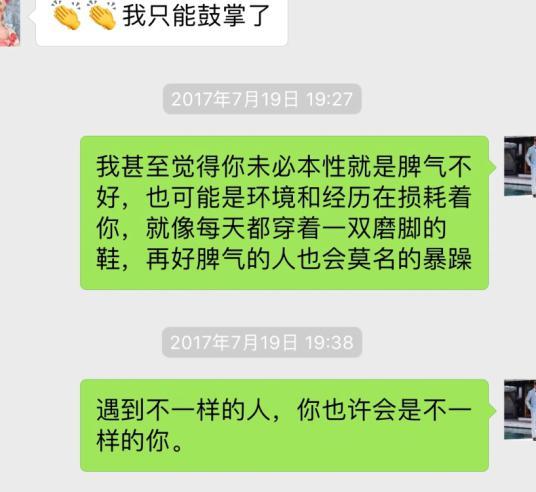 👏👏我只能鼓掌了
2017年7月19日 19:27
我甚至觉得你未必本性就是脾气不
好，也可能是环境和经历在损耗着
你，就像每天都穿着一双磨脚的
鞋，再好脾气的人也会莫名的暴躁
2017年7月19日 19:38
遇到不一样的人，你也许会是不一
样的你。